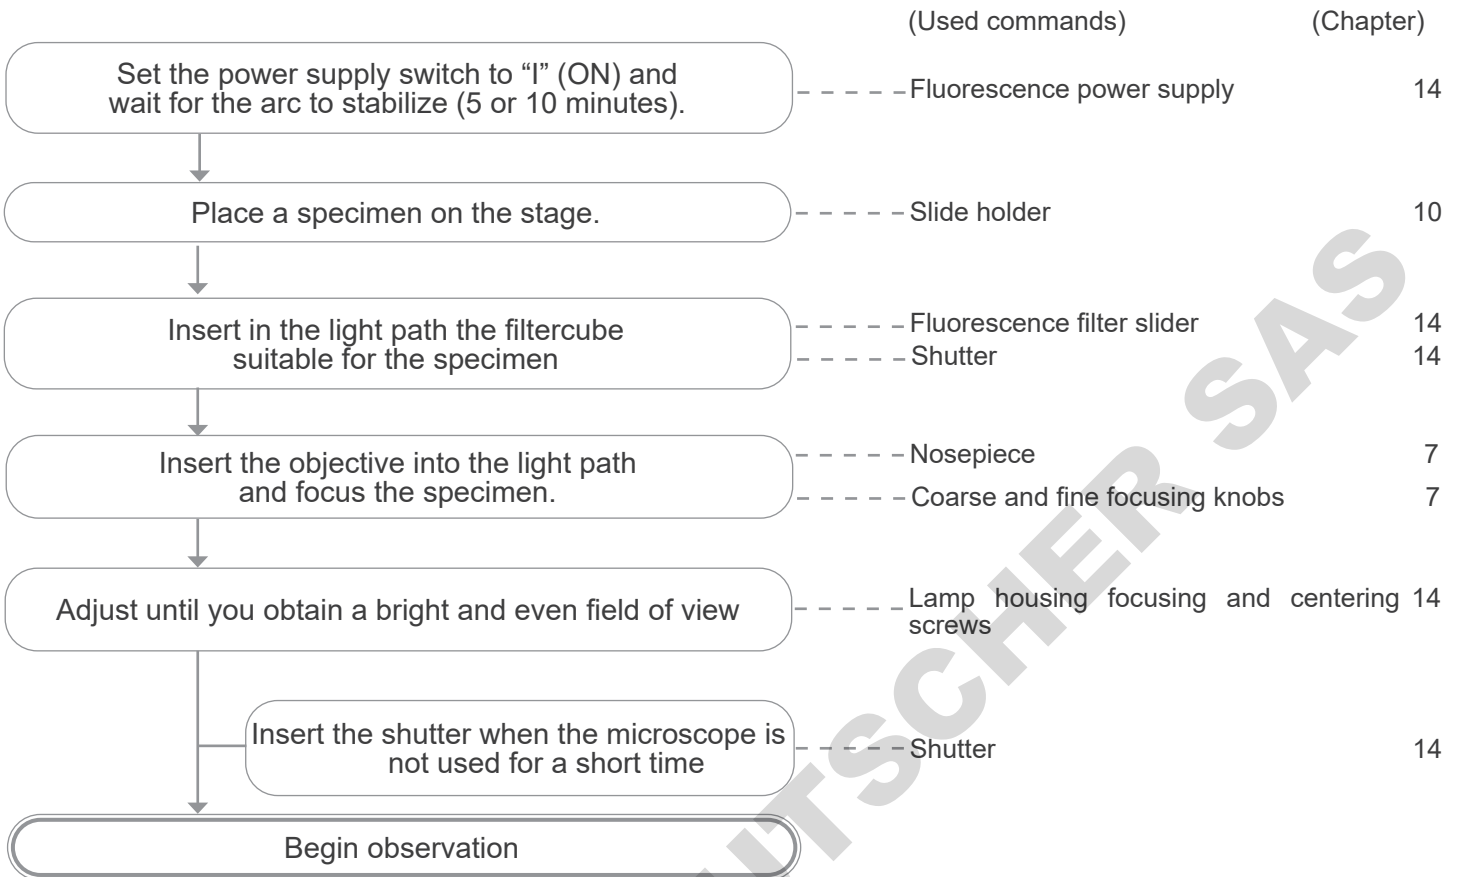 (Used commands) (Chapter)
Set the power supply switch to “I” (ON) and
wait for the arc to stabilize (5 or 10 minutes).
Fluorescence power supply 14
Place a specimen on the stage.
Slide holder 10
Insert in the light path the filtercube
suitable for the specimen
Fluorescence filter slider 14
Shutter 14
Insert the objective into the light path
and focus the specimen.
Nosepiece 7
Coarse and fine focusing knobs 7
Adjust until you obtain a bright and even field of view
Lamp housing focusing and centering 14
screws
Insert the shutter when the microscope is
not used for a short time
Shutter 14
Begin observation
UTSCHER SAS